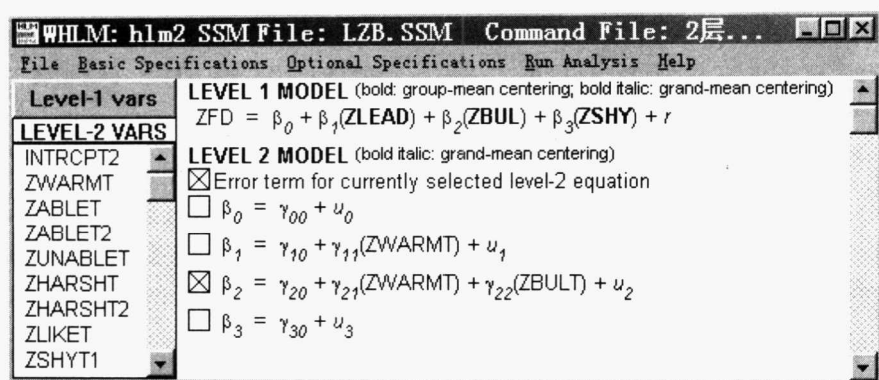 WHLM: hlm2 SSM File: LZB.SSM Command File: 2层...
File Basic Specifications Optional Specifications Run Analysis Help
Level-1 vars
LEVEL-2 VARS
INTRCPT2
ZWARMT
ZABLET
ZABLET2
ZUNABLET
ZHARSHT
ZHARSHT2
ZLIKET
ZSHYT1
LEVEL 1 MODEL (bold: group-mean centering; bold italic: grand-mean centering)
ZFD = β0 + β1(ZLEAD) + β2(ZBUL) + β3(ZSHY) + r
LEVEL 2 MODEL (bold italic: grand-mean centering)
Error term for currently selected level-2 equation
β0 = γ00 + u0
β1 = γ10 + γ11(ZWARMT) + u1
β2 = γ20 + γ21(ZWARMT) + γ22(ZBULT) + u2
β3 = γ30 + u3